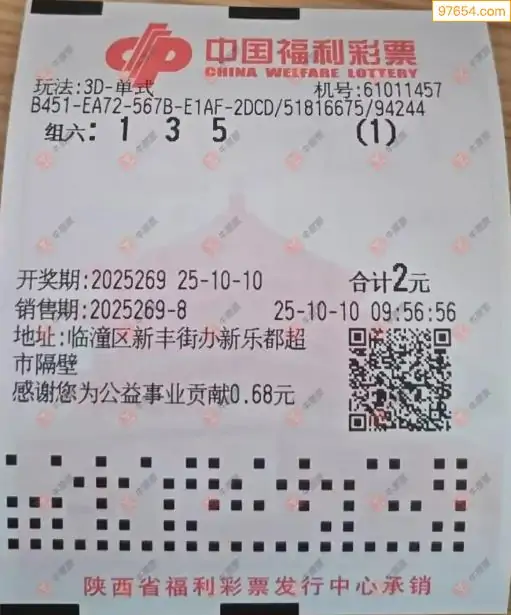 97654.com
中国福利彩票
CHINA WELFARE LOTTERY
玩法:3D-单式 机号:61011457
B451-EA72-567B-E1AF-2DCD/51816675/94244
组六: 1 3 5 (1)
开奖期:2025269 25-10-10 合计2元
销售期:2025269-8 25-10-10 09:56:56
地址:临潼区新丰街办新乐都超
市隔壁
感谢您为公益事业贡献0.68元
陕西省福利彩票发行中心承销